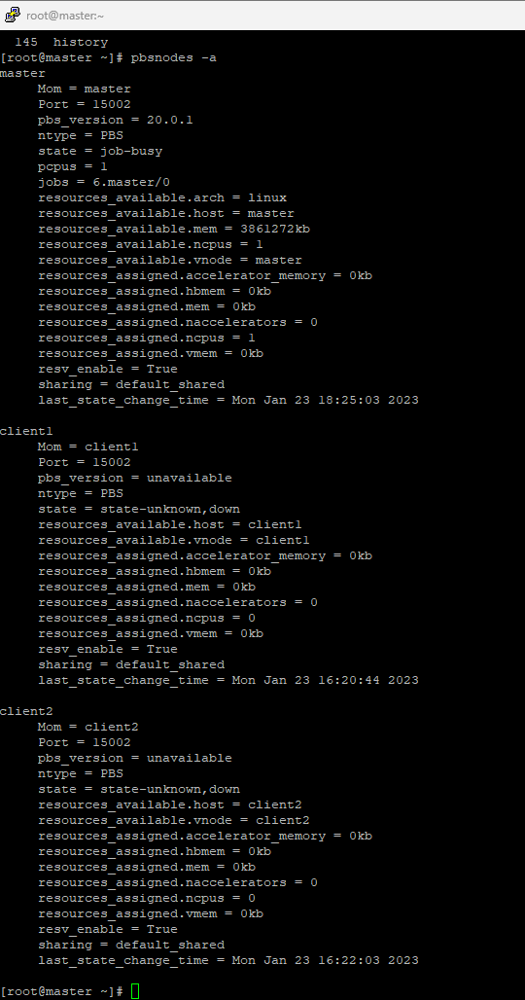 root@master:~
  145  history
[root@master ~]# pbsnodes -a
master
     Mom = master
     Port = 15002
     pbs_version = 20.0.1
     ntype = PBS
     state = job-busy
     pcpus = 1
     jobs = 6.master/0
     resources_available.arch = linux
     resources_available.host = master
     resources_available.mem = 3861272kb
     resources_available.ncpus = 1
     resources_available.vnode = master
     resources_assigned.accelerator_memory = 0kb
     resources_assigned.hbmem = 0kb
     resources_assigned.mem = 0kb
     resources_assigned.naccelerators = 0
     resources_assigned.ncpus = 1
     resources_assigned.vmem = 0kb
     resv_enable = True
     sharing = default_shared
     last_state_change_time = Mon Jan 23 18:25:03 2023

client1
     Mom = client1
     Port = 15002
     pbs_version = unavailable
     ntype = PBS
     state = state-unknown,down
     resources_available.host = client1
     resources_available.vnode = client1
     resources_assigned.accelerator_memory = 0kb
     resources_assigned.hbmem = 0kb
     resources_assigned.mem = 0kb
     resources_assigned.naccelerators = 0
     resources_assigned.ncpus = 0
     resources_assigned.vmem = 0kb
     resv_enable = True
     sharing = default_shared
     last_state_change_time = Mon Jan 23 16:20:44 2023

client2
     Mom = client2
     Port = 15002
     pbs_version = unavailable
     ntype = PBS
     state = state-unknown,down
     resources_available.host = client2
     resources_available.vnode = client2
     resources_assigned.accelerator_memory = 0kb
     resources_assigned.hbmem = 0kb
     resources_assigned.mem = 0kb
     resources_assigned.naccelerators = 0
     resources_assigned.ncpus = 0
     resources_assigned.vmem = 0kb
     resv_enable = True
     sharing = default_shared
     last_state_change_time = Mon Jan 23 16:22:03 2023

[root@master ~]#